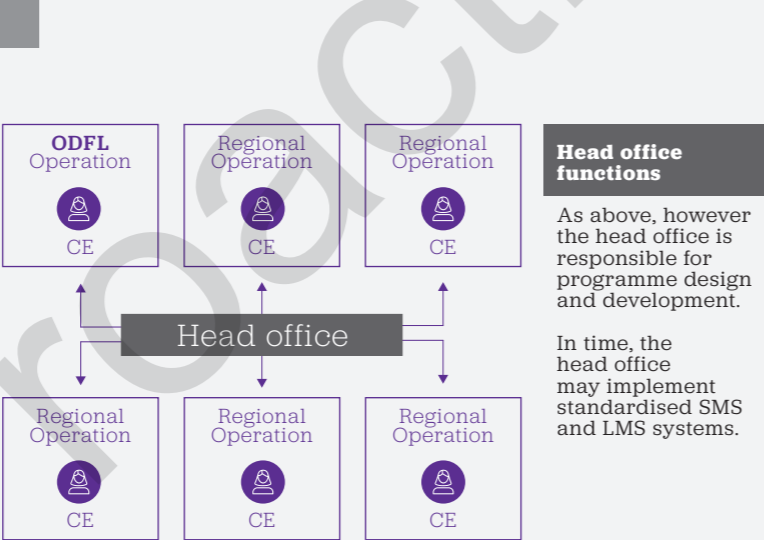 ODFL
Operation
CE
Regional
Operation
CE
Regional
Operation
CE
Head office
Regional
Operation
CE
Regional
Operation
CE
Regional
Operation
CE
Head office
functions
As above, however
the head office is
responsible for
programme design
and development.
In time, the
head office
may implement
standardised SMS
and LMS systems.
roacti